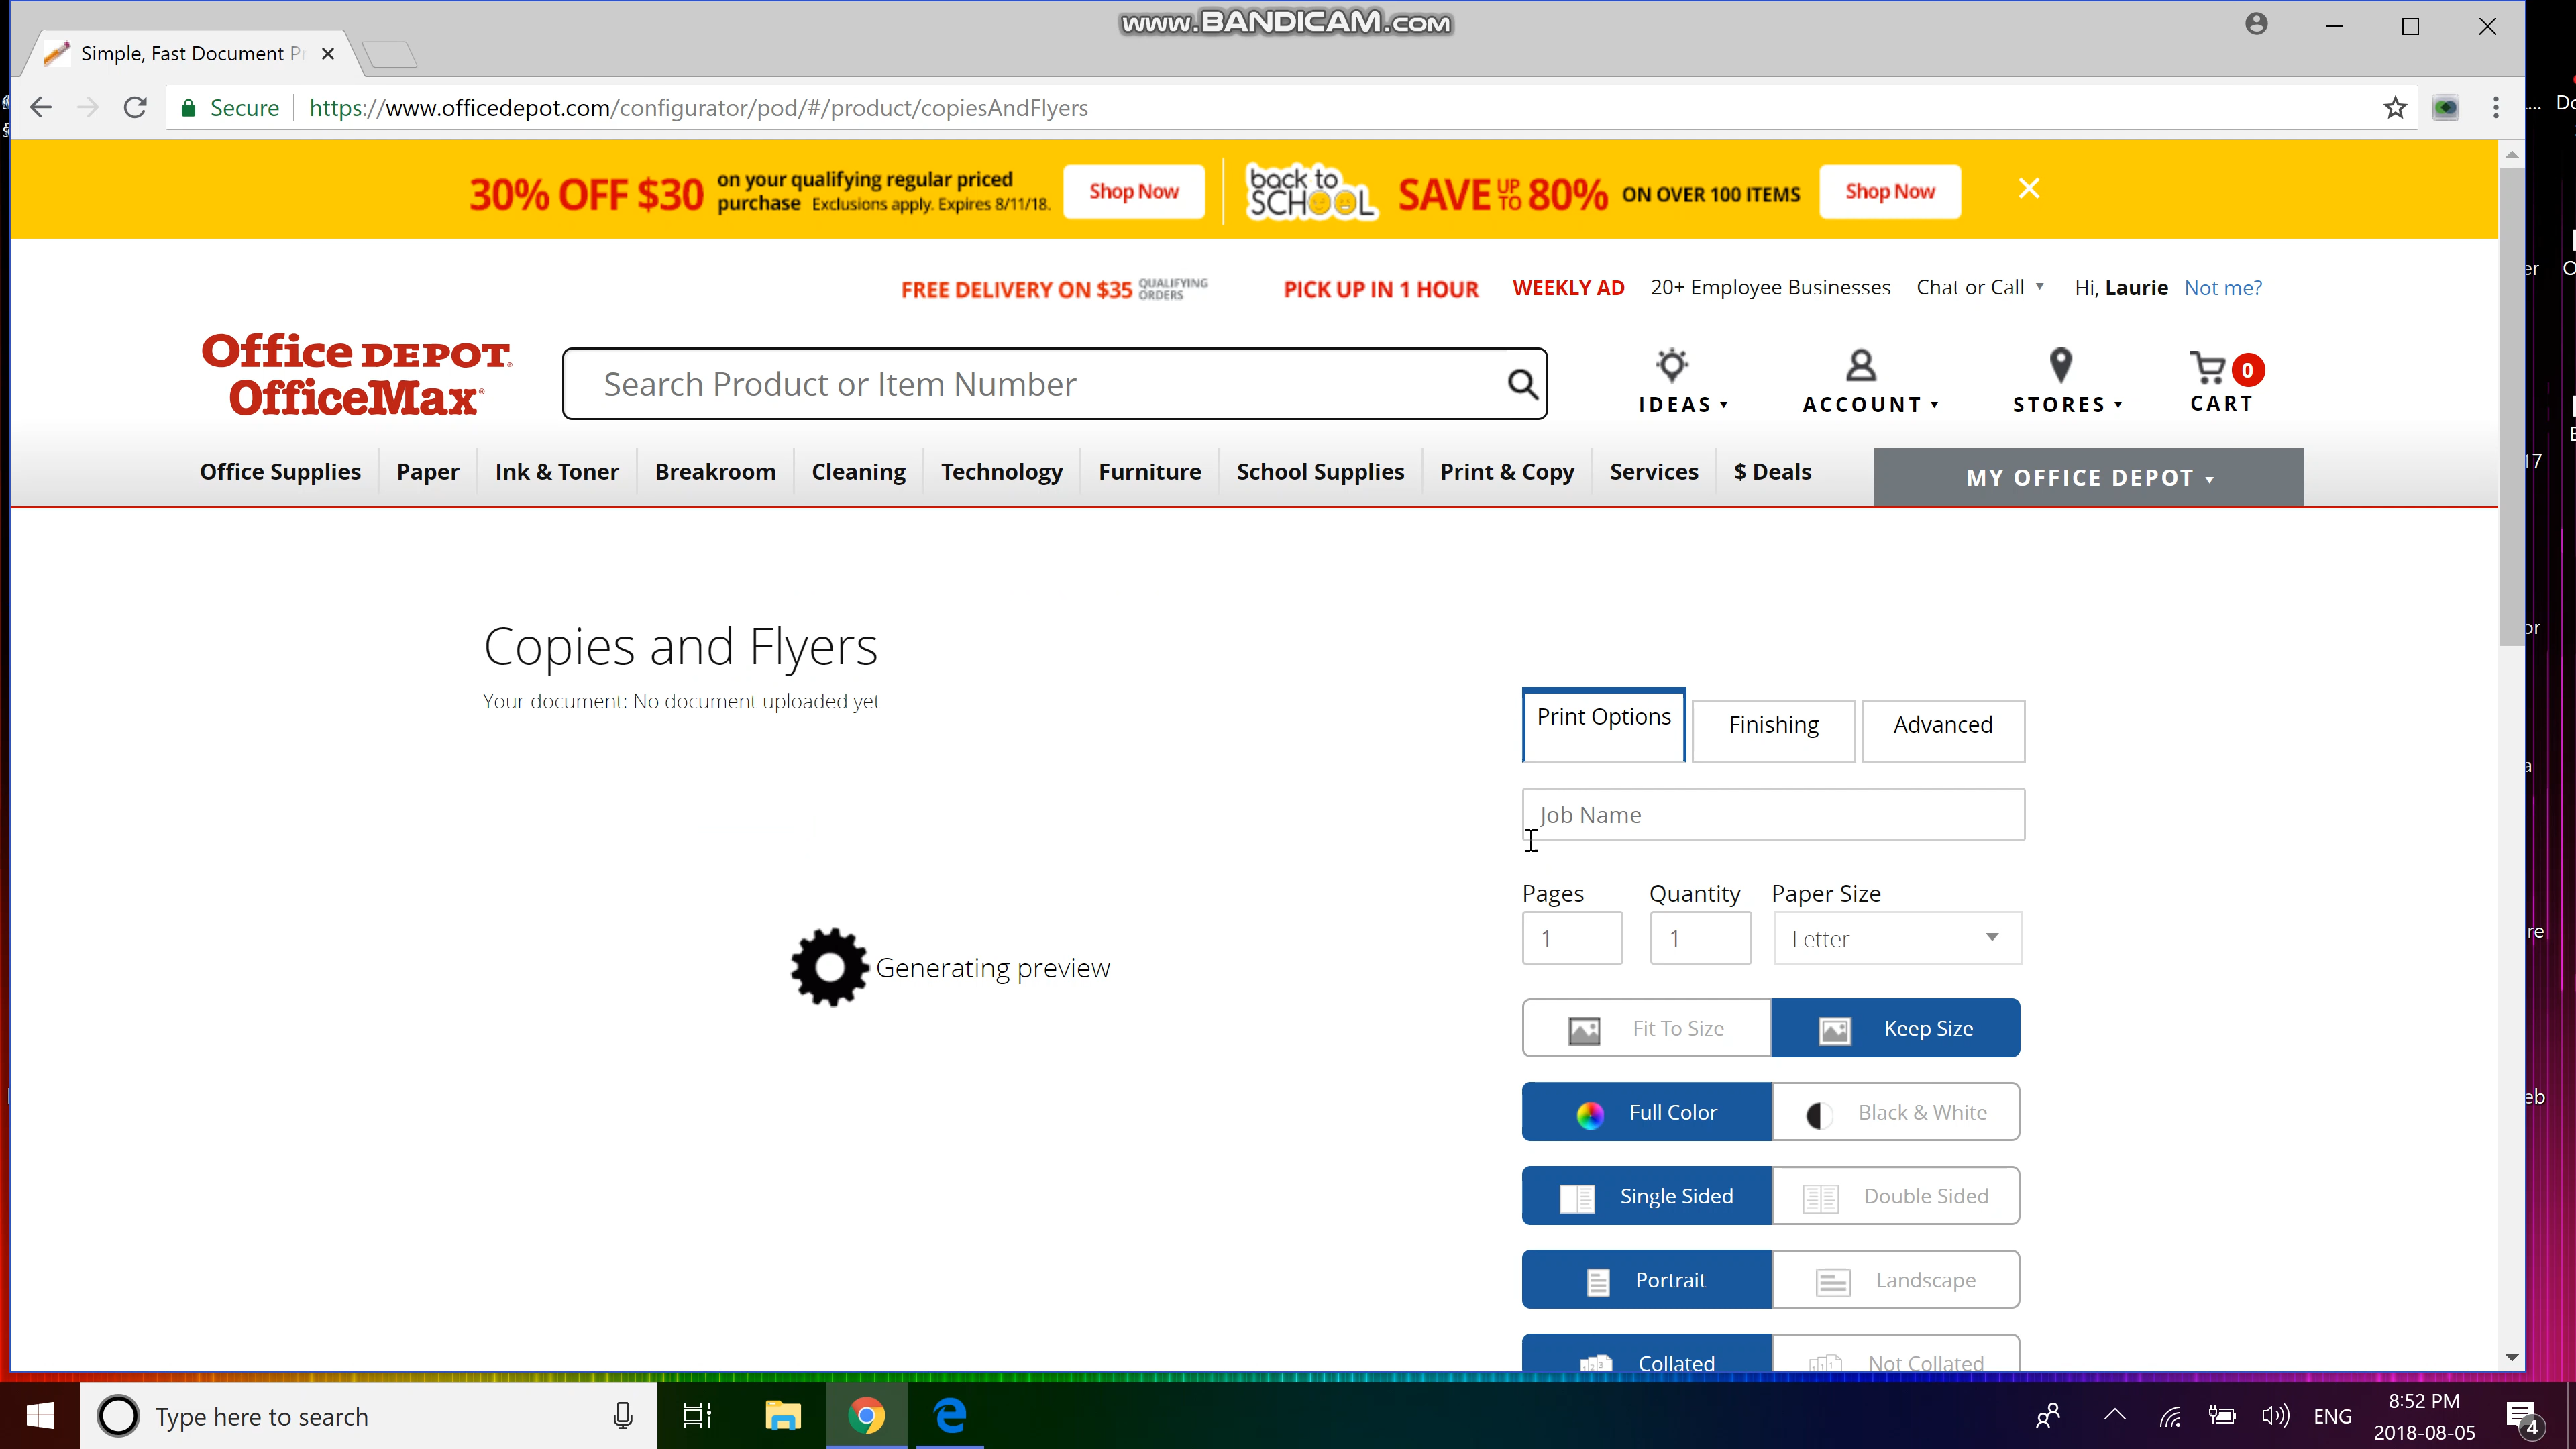 www.BANDICAM.com
Simple, Fast Document Pr
Secure https://www.officedepot.com/configurator/pod/#/product/copiesAndFlyers
30% OFF $30 on your qualifying regular priced
purchase Exclusions apply. Expires 8/11/18.
Shop Now
back to
SCHOOL
SAVE UP TO 80% ON OVER 100 ITEMS
Shop Now
FREE DELIVERY ON $35 QUALIFYING ORDERS
PICK UP IN 1 HOUR
WEEKLY AD
20+ Employee Businesses
Chat or Call
Hi, Laurie Not me?
Office DEPOT
OfficeMax
Search Product or Item Number
IDEAS
ACCOUNT
STORES
0
CART
Office Supplies
Paper
Ink & Toner
Breakroom
Cleaning
Technology
Furniture
School Supplies
Print & Copy
Services
$ Deals
MY OFFICE DEPOT
Copies and Flyers
Your document: No document uploaded yet
Print Options
Finishing
Advanced
Job Name
Pages
Quantity
Paper Size
1
1
Letter
Generating preview
Fit To Size
Keep Size
Full Color
Black & White
Single Sided
Double Sided
Portrait
Landscape
Collated
Not Collated
Type here to search
ENG
8:52 PM
2018-08-05
4